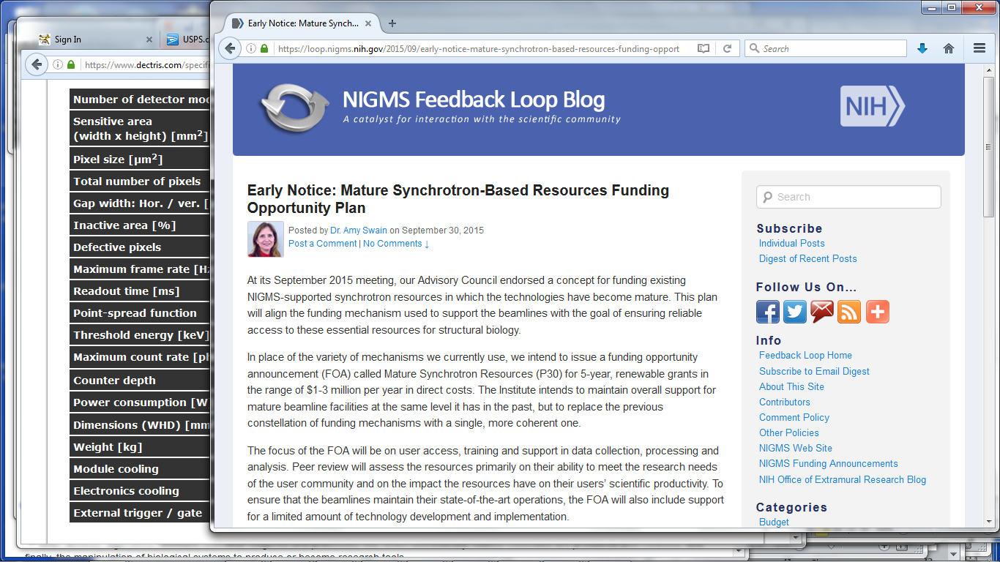 Early Notice: Mature Synch...
https://loop.nigms.nih.gov/2015/09/early-notice-mature-synchrotron-based-resources-funding-opport
Search
Sign In
USPS.c
https://www.dectris.com/specifi
Number of detector mod
Sensitive area
(width x height) [mm²]
Pixel size [µm²]
Total number of pixels
Gap width: Hor. / ver. [
Inactive area [%]
Defective pixels
Maximum frame rate [Hz
Readout time [ms]
Point-spread function
Threshold energy [keV]
Maximum count rate [ph
Counter depth
Power consumption [W
Dimensions (WHD) [mm
Weight [kg]
Module cooling
Electronics cooling
External trigger / gate
NIGMS Feedback Loop Blog
A catalyst for interaction with the scientific community
NIH
Early Notice: Mature Synchrotron-Based Resources Funding
Opportunity Plan
Posted by Dr. Amy Swain on September 30, 2015
Post a Comment | No Comments ↓
At its September 2015 meeting, our Advisory Council endorsed a concept for funding existing
NIGMS-supported synchrotron resources in which the technologies have become mature. This plan
will align the funding mechanism used to support the beamlines with the goal of ensuring reliable
access to these essential resources for structural biology.
In place of the variety of mechanisms we currently use, we intend to issue a funding opportunity
announcement (FOA) called Mature Synchrotron Resources (P30) for 5-year, renewable grants in
the range of $1-3 million per year in direct costs. The Institute intends to maintain overall support for
mature beamline facilities at the same level it has in the past, but to replace the previous
constellation of funding mechanisms with a single, more coherent one.
The focus of the FOA will be on user access, training and support in data collection, processing and
analysis. Peer review will assess the resources primarily on their ability to meet the research needs
of the user community and on the impact the resources have on their users' scientific productivity. To
ensure that the beamlines maintain their state-of-the-art operations, the FOA will also include support
for a limited amount of technology development and implementation.
Search
Subscribe
Individual Posts
Digest of Recent Posts
Follow Us On...
Info
Feedback Loop Home
Subscribe to Email Digest
About This Site
Contributors
Comment Policy
Other Policies
NIGMS Web Site
NIGMS Funding Announcements
NIH Office of Extramural Research Blog
Categories
Budget
finally, the manipulation of biological systems to produce or become research tools